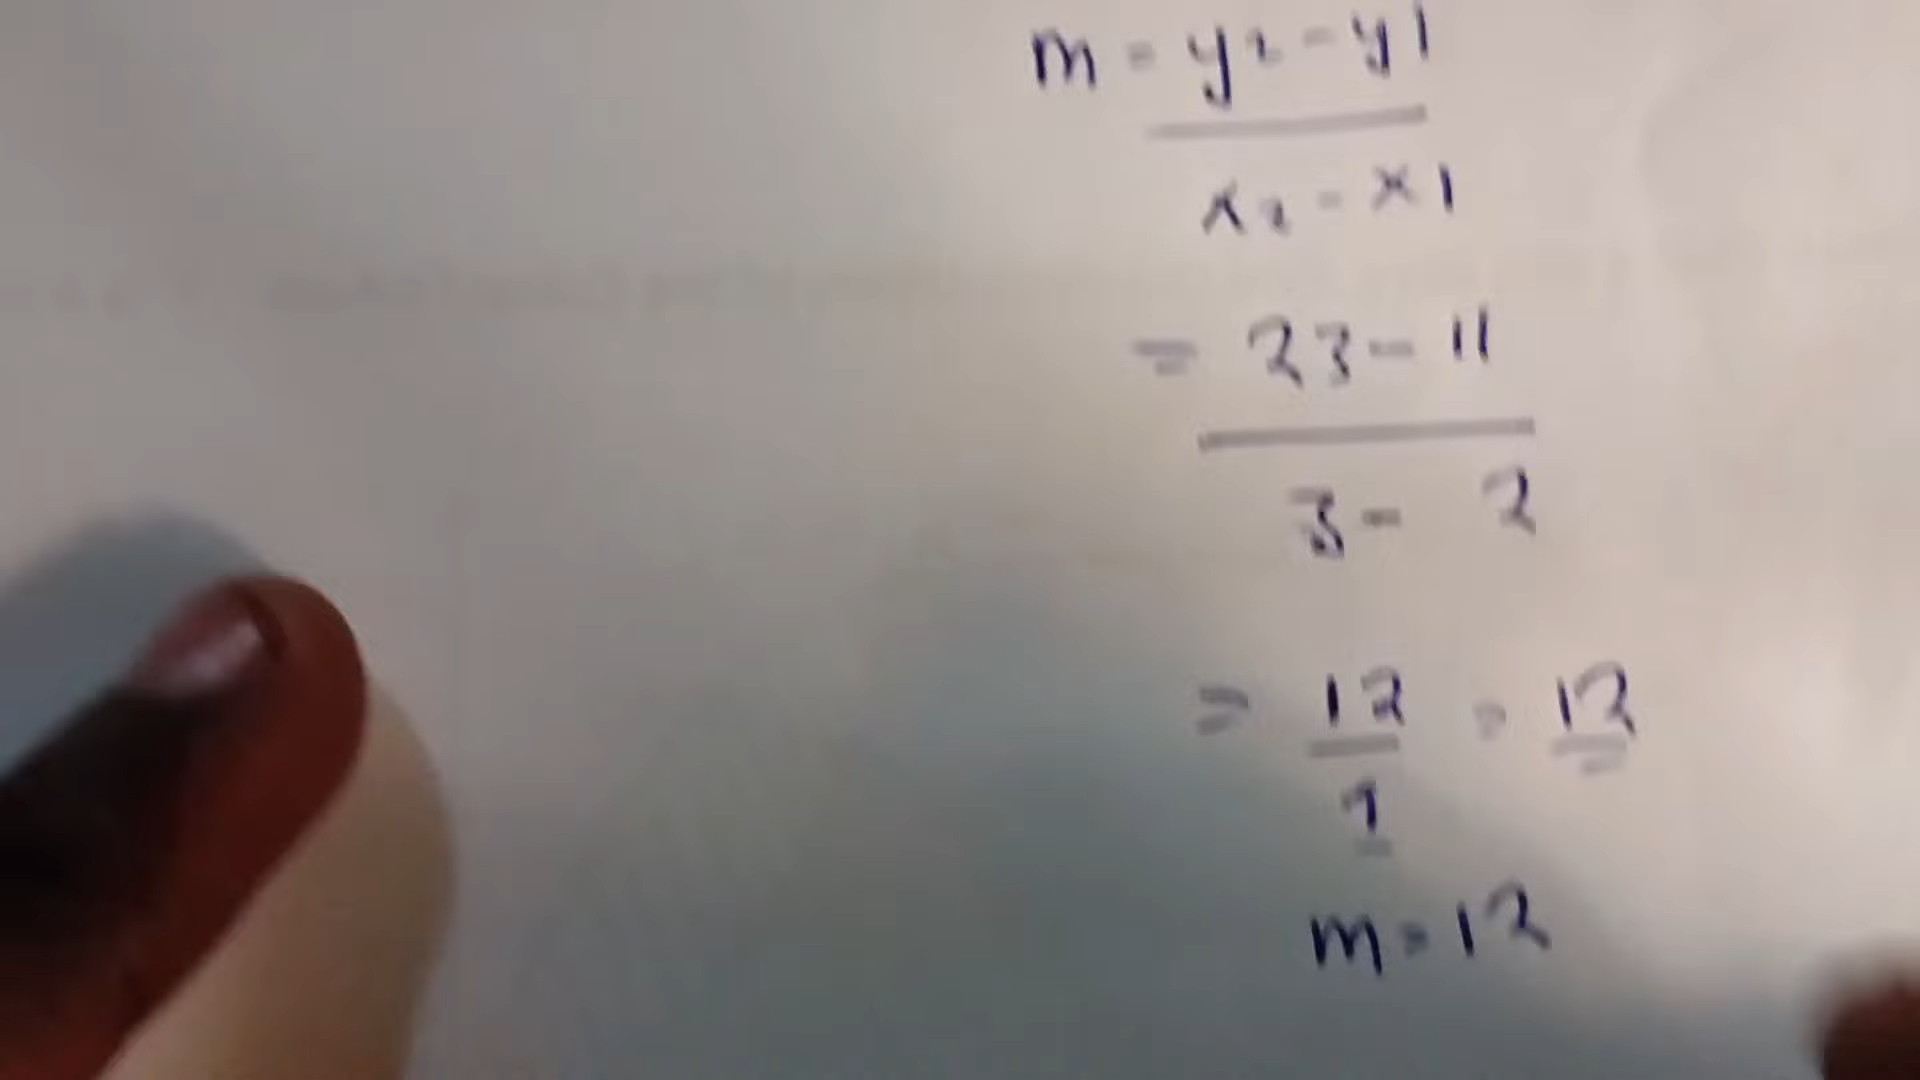 m = y2 - y1
x2 - x1
= 23 - 11
3 - 2
= 12 = 12
1
m = 12